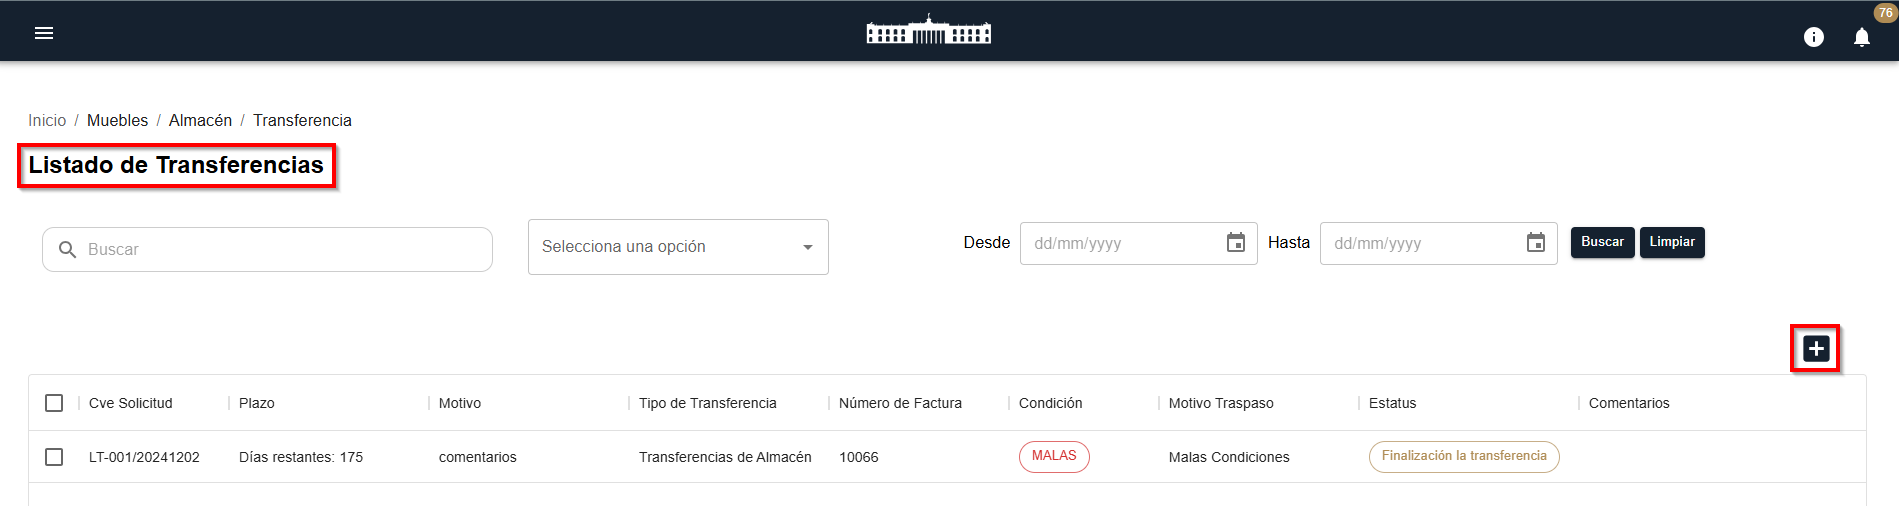 76
Inicio / Muebles / Almacén / Transferencia
Listado de Transferencias
Buscar
Selecciona una opción
Desde dd/mm/yyyy Hasta dd/mm/yyyy Buscar Limpiar
Cve Solicitud Plazo Motivo Tipo de Transferencia Número de Factura Condición Motivo Traspaso Estatus Comentarios
LT-001/20241202 Días restantes: 175 comentarios Transferencias de Almacén 10066 MALAS Malas Condiciones Finalización la transferencia